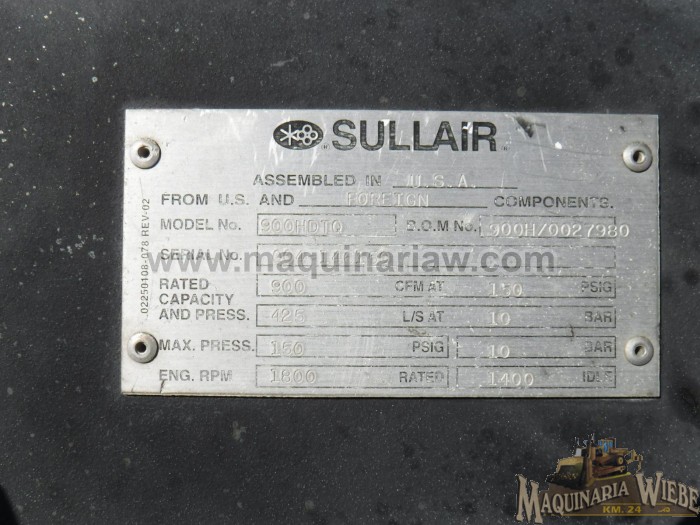 SULLAIR
ASSEMBLED IN U.S.A.
FROM U.S. AND FOREIGN COMPONENTS.
MODEL No. 900HDTO B.O.M No. 900H/0027980
SERIAL No.
www.maquinariaw.com
RATED CAPACITY AND PRESS. 900 CFM AT 150 PSIG
425 L/S AT 10 BAR
MAX. PRESS. 150 PSIG 10 BAR
ENG. RPM 1800 RATED 1400 IDLE
02250108-078 REV-02
MAQUINARIA WIEBE
KM. 24